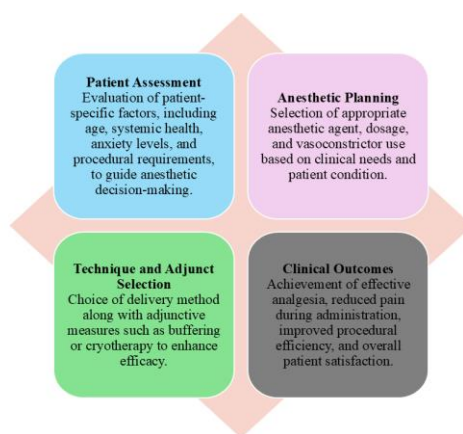 Patient Assessment
Evaluation of patient-
specific factors, including
age, systemic health,
anxiety levels, and
procedural requirements,
to guide anesthetic
decision-making.
Anesthetic Planning
Selection of appropriate
anesthetic agent, dosage,
and vasoconstrictor use
based on clinical needs and
patient condition.
Technique and Adjunct
Selection
Choice of delivery method
along with adjunctive
measures such as buffering
or cryotherapy to enhance
efficacy.
Clinical Outcomes
Achievement of effective
analgesia, reduced pain
during administration,
improved procedural
efficiency, and overall
patient satisfaction.